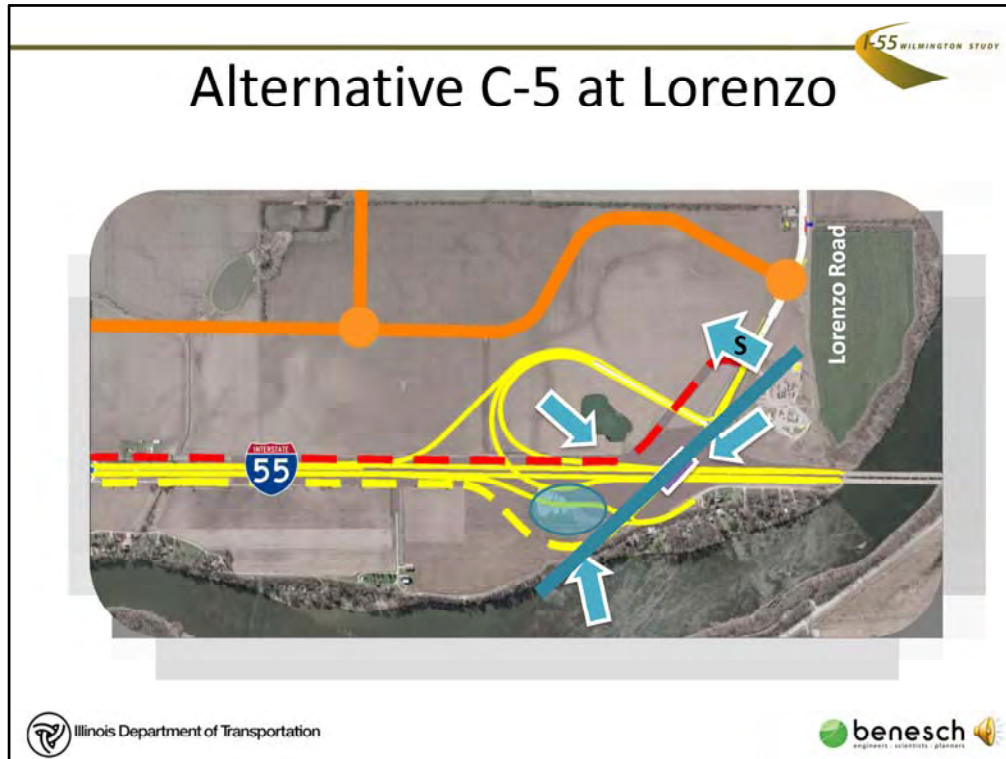 I-55 WILMINGTON STUDY
Alternative C-5 at Lorenzo
Lorenzo Road
S
INTERSTATE
55
Illinois Department of Transportation
benesch
engineers · scientists · planners